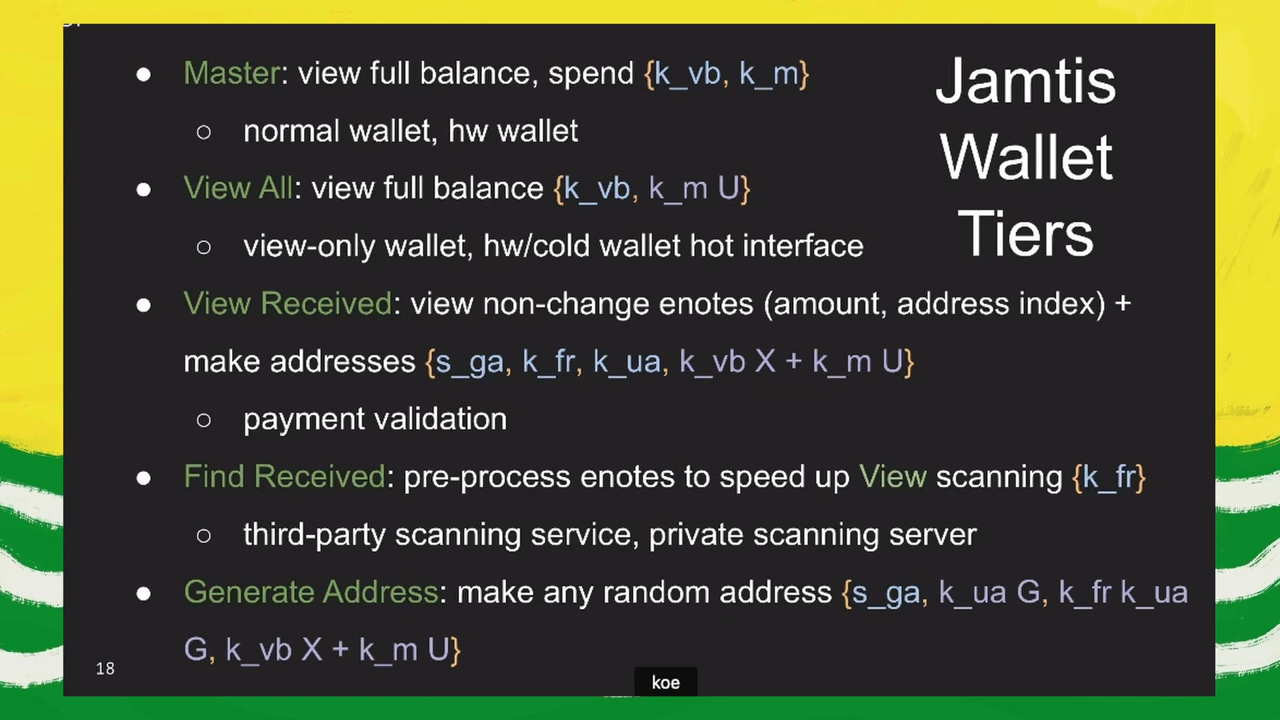 Jamtis
Wallet
Tiers
● Master: view full balance, spend {k_vb, k_m}
○ normal wallet, hw wallet
● View All: view full balance {k_vb, k_m U}
○ view-only wallet, hw/cold wallet hot interface
● View Received: view non-change enotes (amount, address index) +
make addresses {s_ga, k_fr, k_ua, k_vb X + k_m U}
○ payment validation
● Find Received: pre-process enotes to speed up View scanning {k_fr}
○ third-party scanning service, private scanning server
● Generate Address: make any random address {s_ga, k_ua G, k_fr k_ua
G, k_vb X + k_m U}
18
koe